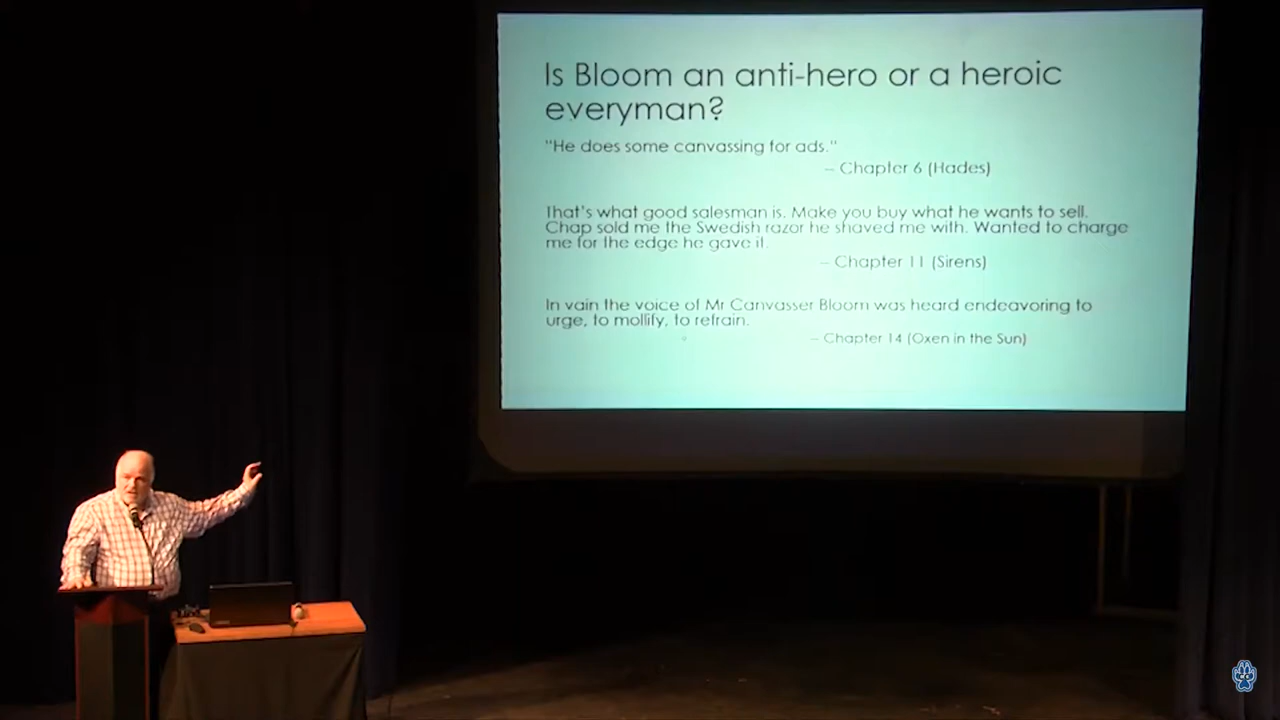 Is Bloom an anti-hero or a heroic
everyman?
"He does some canvassing for ads."
-- Chapter 6 (Hades)
That's what good salesman is. Make you buy what he wants to sell.
Chap sold me the Swedish razor he shaved me with. Wanted to charge
me for the edge he gave it.
-- Chapter 11 (Sirens)
In vain the voice of Mr Canvasser Bloom was heard endeavoring to
urge, to mollify, to refrain.
-- Chapter 14 (Oxen in the Sun)